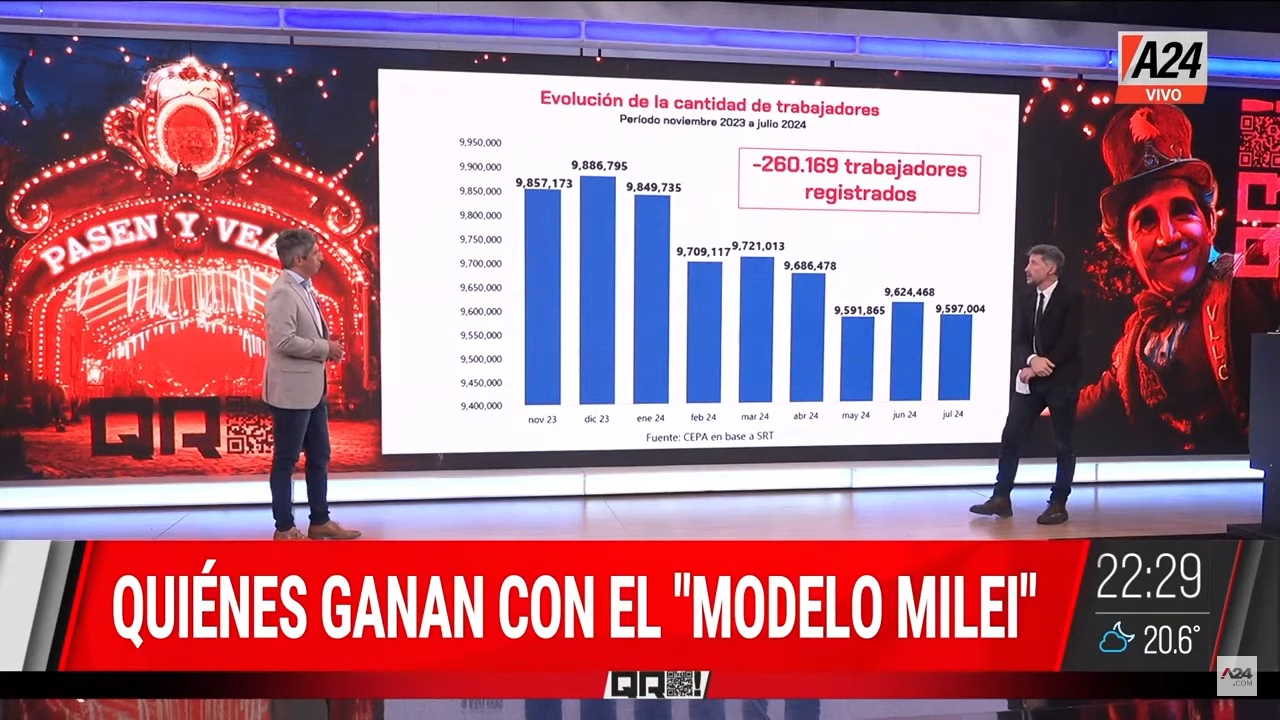 A24
VIVO
PASEN Y VEA
QR
Evolución de la cantidad de trabajadores
Período noviembre 2023 a julio 2024
-260.169 trabajadores
registrados
9,950,000
9,900,000
9,850,000
9,800,000
9,750,000
9,700,000
9,650,000
9,600,000
9,550,000
9,500,000
9,450,000
9,400,000
9,857,173
9,886,795
9,849,735
9,709,117
9,721,013
9,686,478
9,591,865
9,624,468
9,597,004
nov 23
dic 23
ene 24
feb 24
mar 24
abr 24
may 24
jun 24
jul 24
Fuente: CEPA en base a SRT
QUIÉNES GANAN CON EL "MODELO MILEI"
22:29
20.6°
QR!
A24
.COM